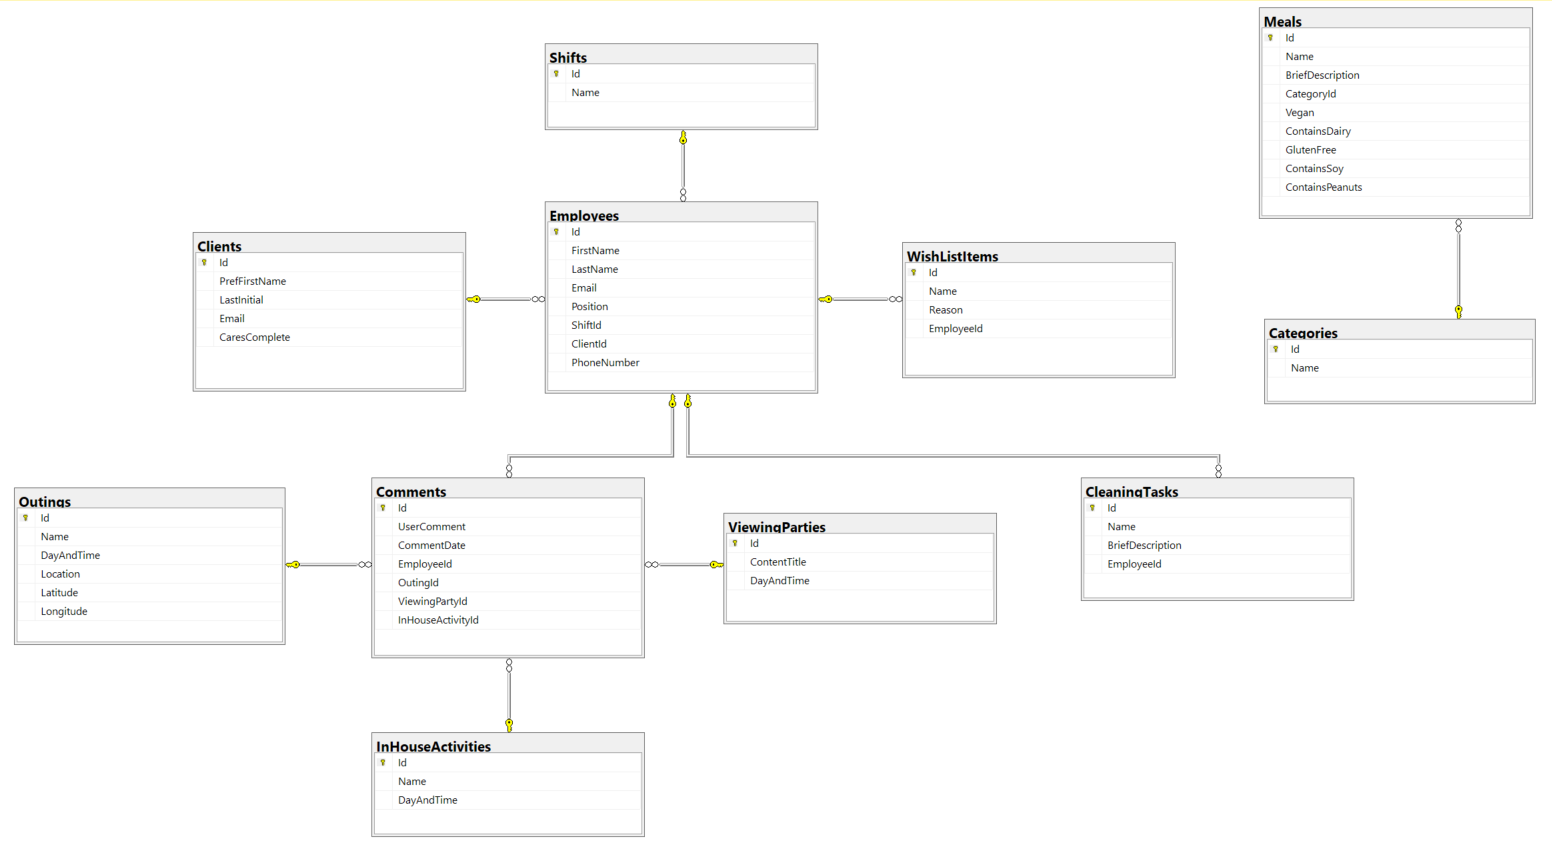 Meals
Id
Name
BriefDescription
CategoryId
Vegan
ContainsDairy
GlutenFree
ContainsSoy
ContainsPeanuts
Shifts
Id
Name
Employees
Id
FirstName
LastName
Email
Position
ShiftId
ClientId
PhoneNumber
Clients
Id
PrefFirstName
LastInitial
Email
CaresComplete
WishListItems
Id
Name
Reason
EmployeeId
Categories
Id
Name
Outings
Id
Name
DayAndTime
Location
Latitude
Longitude
Comments
Id
UserComment
CommentDate
EmployeeId
OutingId
ViewingPartyId
InHouseActivityId
ViewingParties
Id
ContentTitle
DayAndTime
CleaningTasks
Id
Name
BriefDescription
EmployeeId
InHouseActivities
Id
Name
DayAndTime